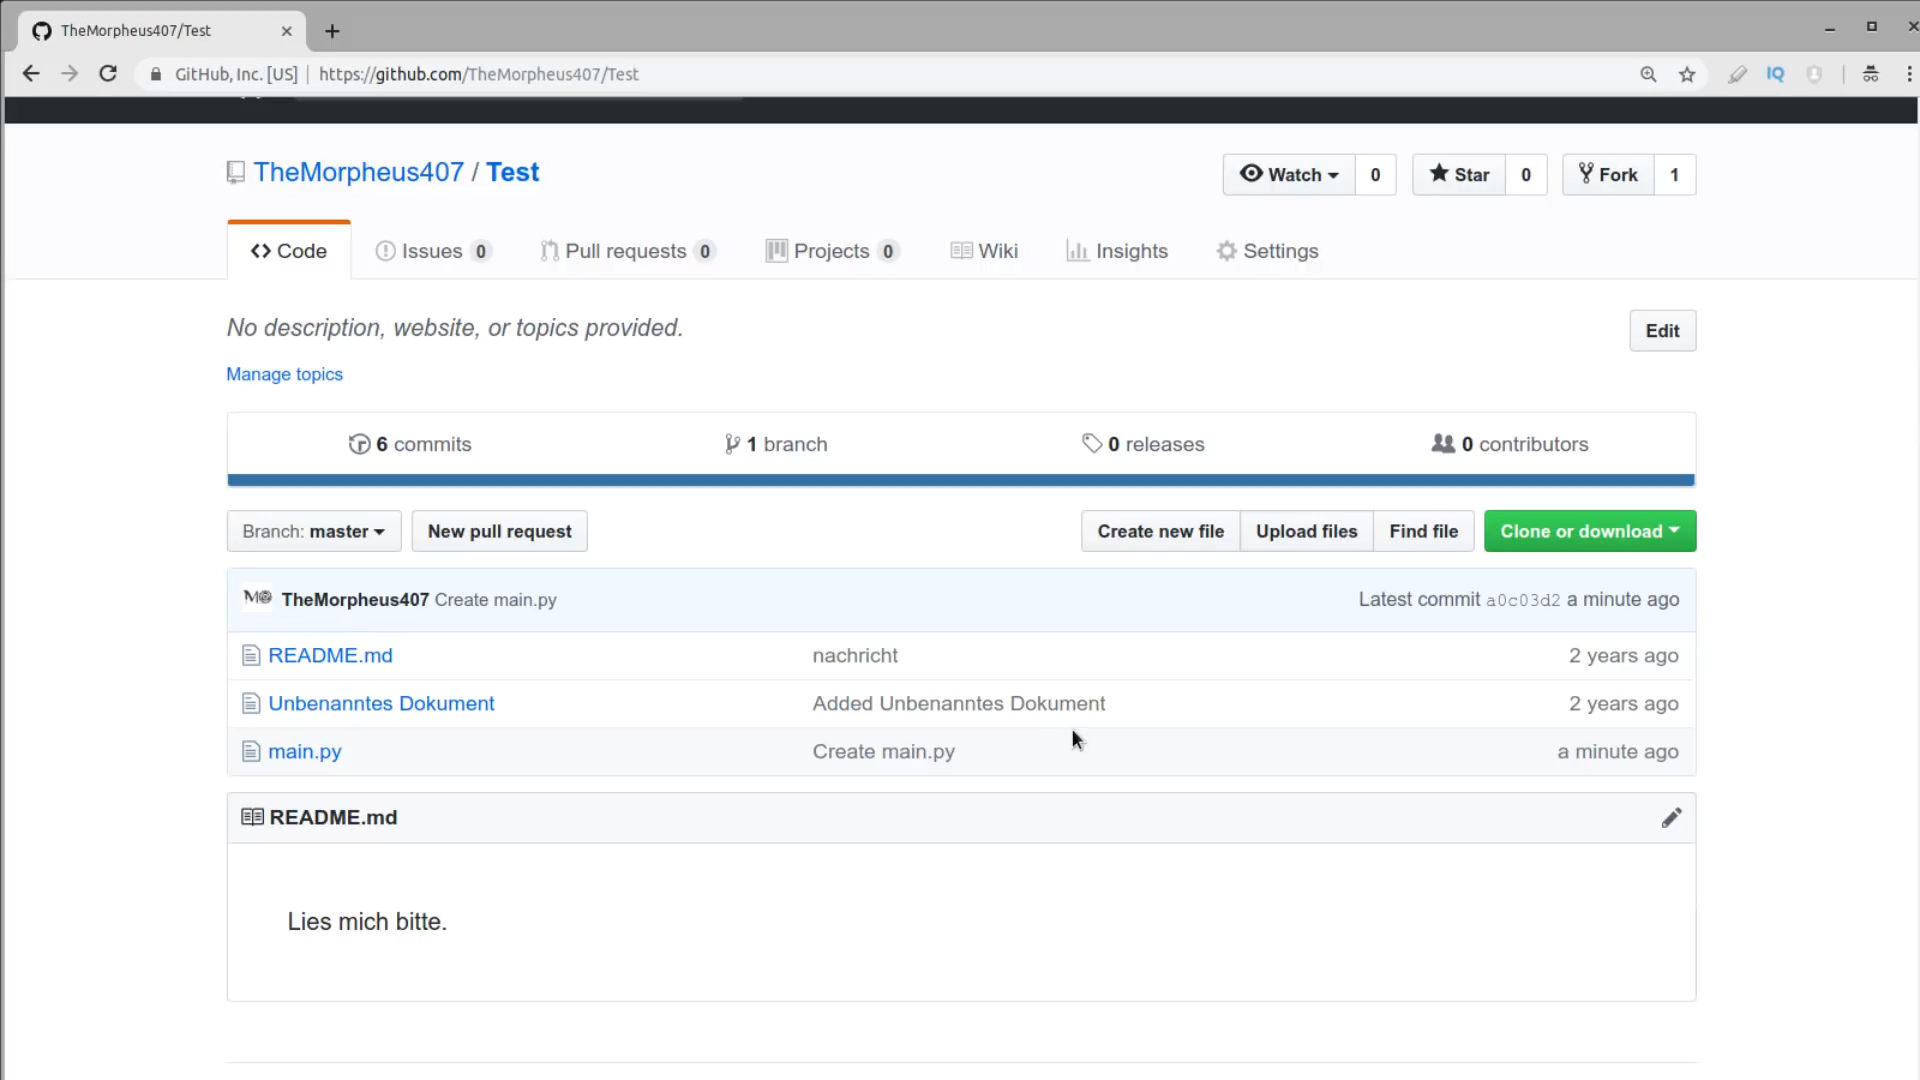 TheMorpheus407/Test
GitHub, Inc. [US] | https://github.com/TheMorpheus407/Test
IQ
TheMorpheus407 / Test
Watch 0 Star 0 Fork 1
Code Issues 0 Pull requests 0 Projects 0 Wiki Insights Settings
No description, website, or topics provided.
Edit
Manage topics
6 commits 1 branch 0 releases 0 contributors
Branch: master New pull request Create new file Upload files Find file Clone or download
TheMorpheus407 Create main.py Latest commit a0c03d2 a minute ago
README.md nachricht 2 years ago
Unbenanntes Dokument Added Unbenanntes Dokument 2 years ago
main.py Create main.py a minute ago
README.md
Lies mich bitte.